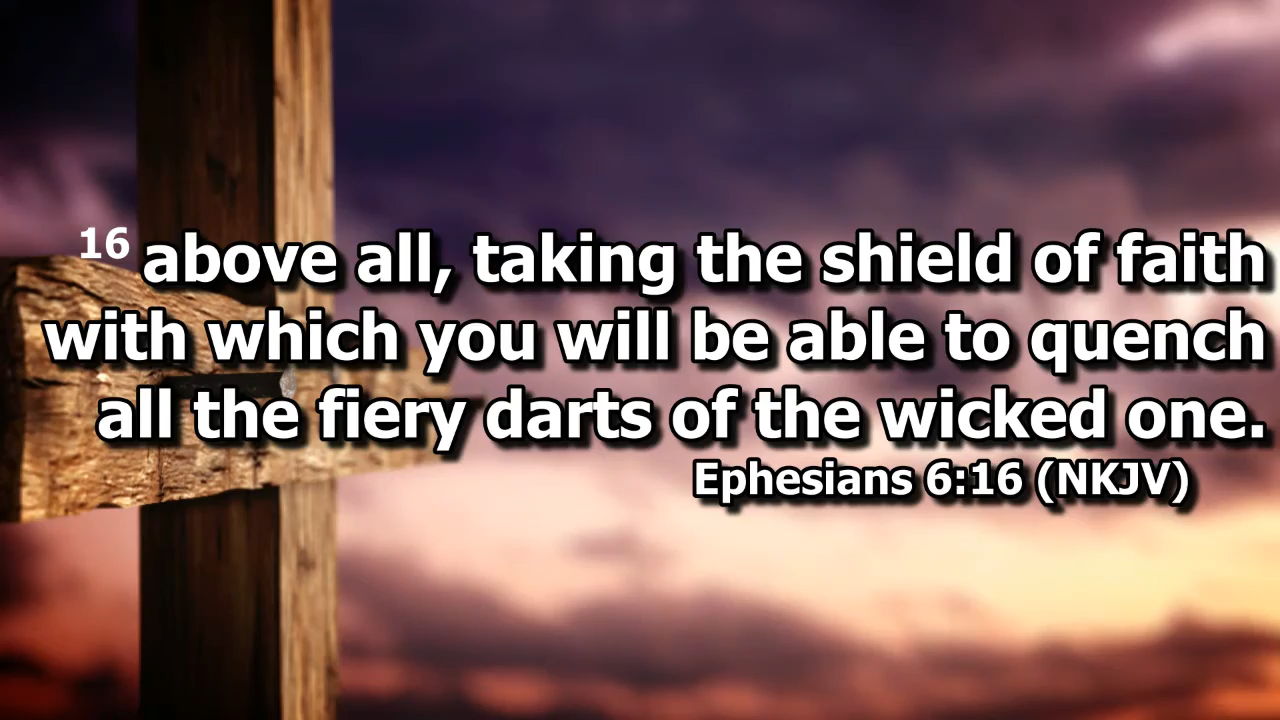 16 above all, taking the shield of faith
with which you will be able to quench
all the fiery darts of the wicked one.
Ephesians 6:16 (NKJV)